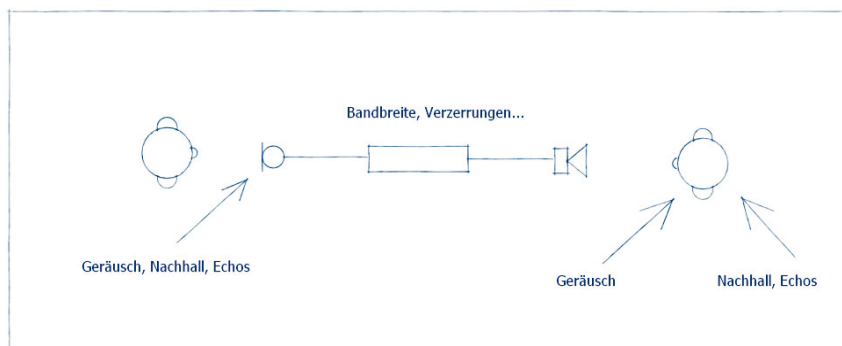 Bandbreite, Verzerrungen...
Geräusch, Nachhall, Echos
Geräusch
Nachhall, Echos